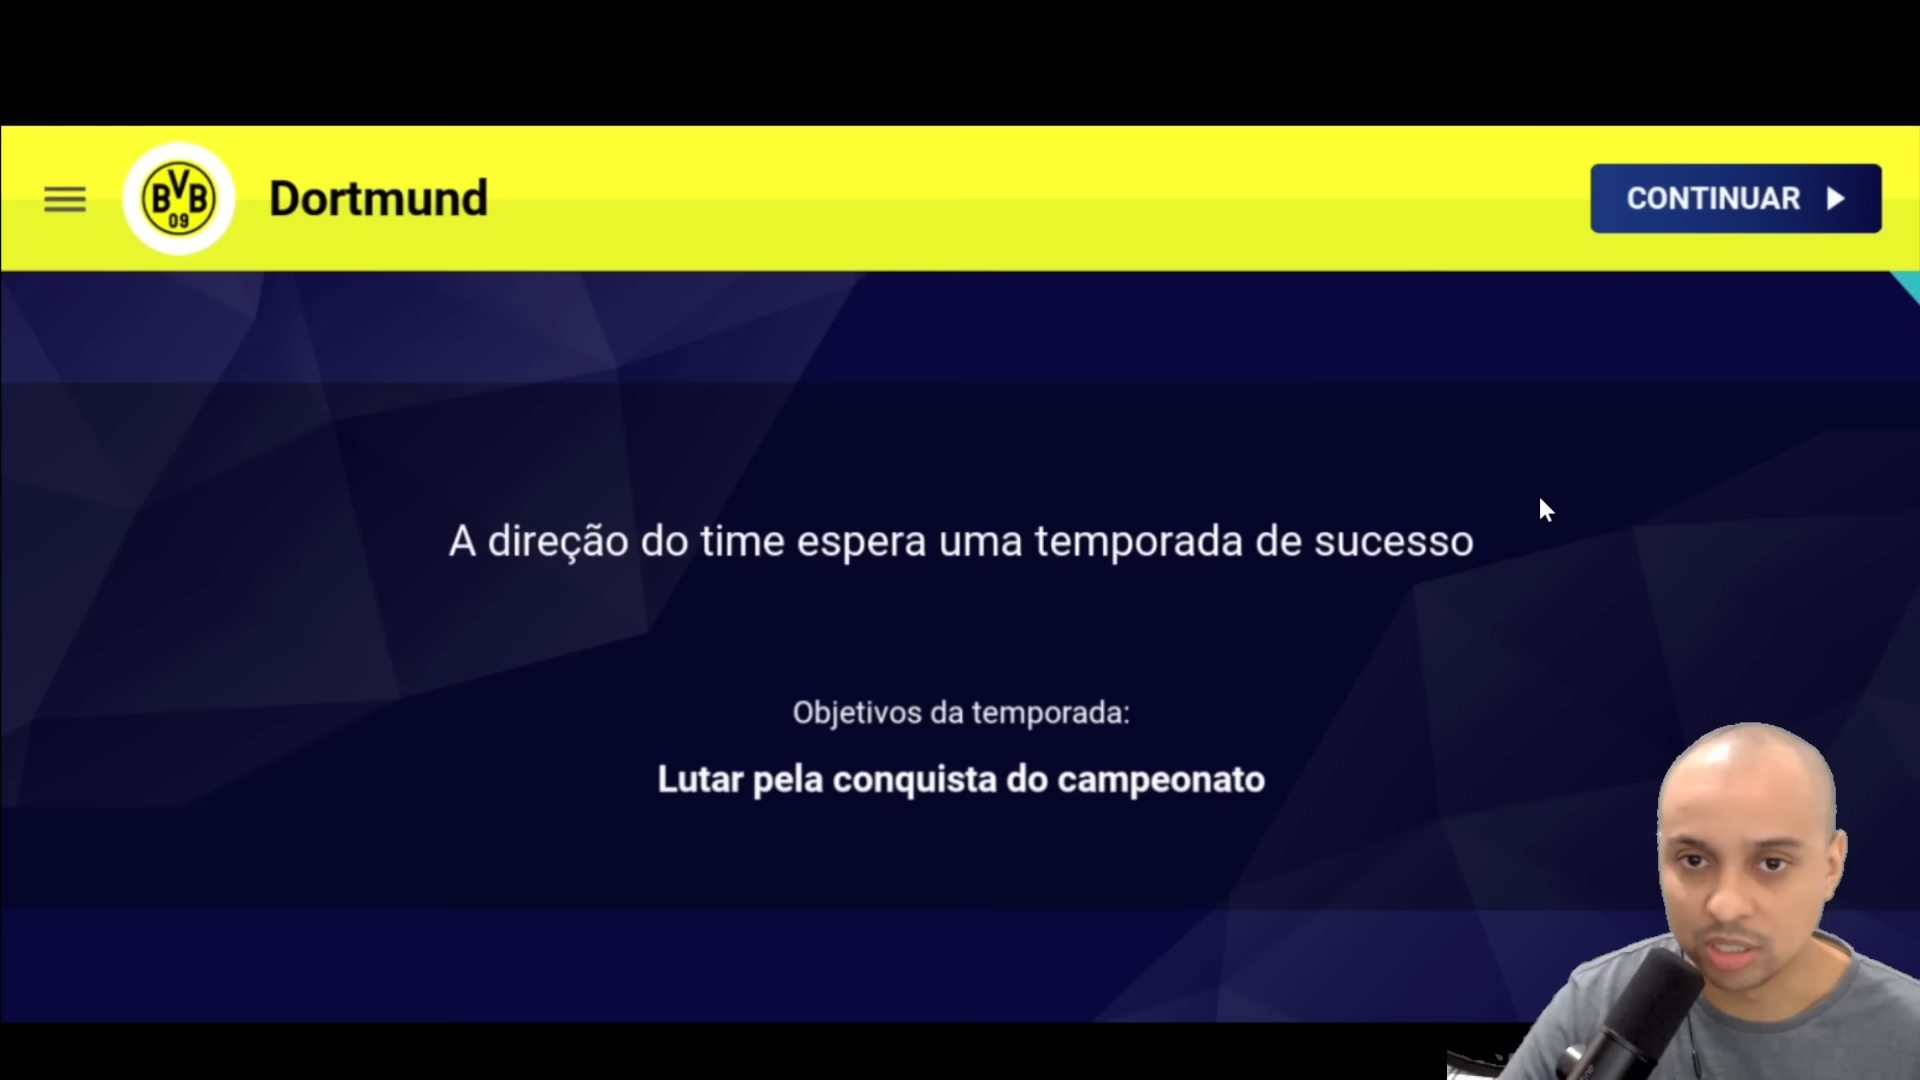 BVB
09
Dortmund
CONTINUAR
A direção do time espera uma temporada de sucesso
Objetivos da temporada:
Lutar pela conquista do campeonato